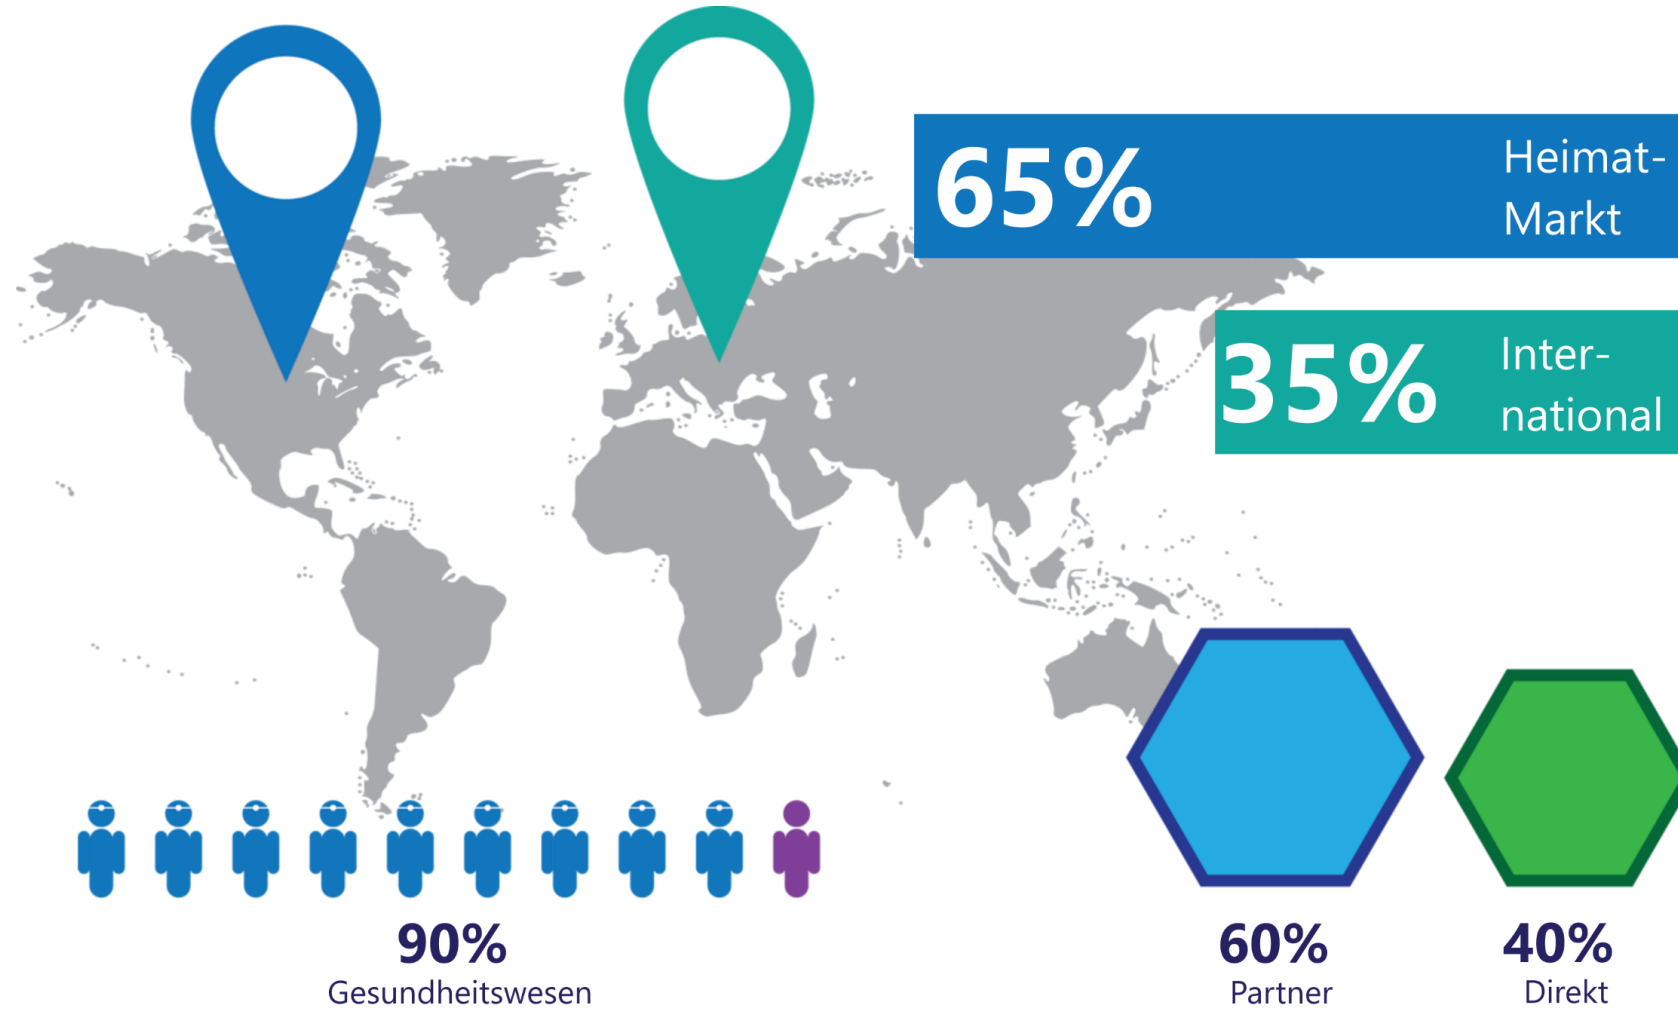 65%
Heimat-
Markt
35%
Inter-
national
90%
Gesundheitswesen
60%
Partner
40%
Direkt